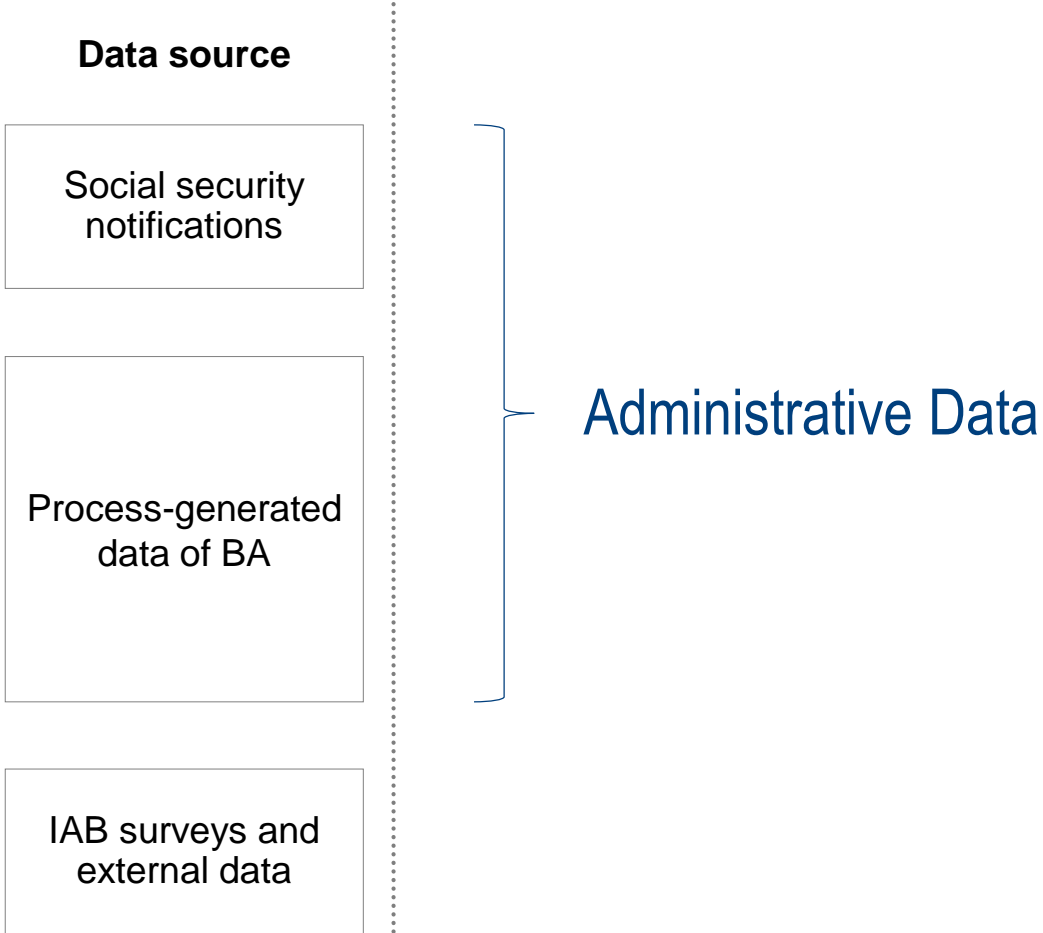 Data source
Social security
notifications
Process-generated
data of BA
Administrative Data
IAB surveys and
external data